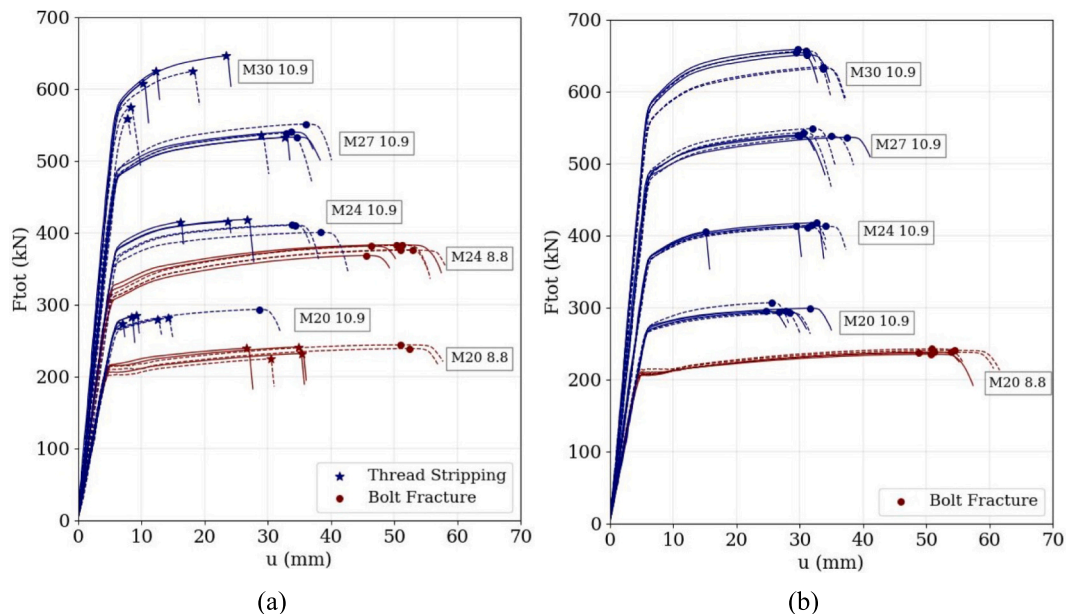 700
600
500
400
300
200
100
0
Ftot (kN)
M30 10.9
M27 10.9
M24 10.9
M24 8.8
M20 10.9
M20 8.8
Thread Stripping
Bolt Fracture
0 10 20 30 40 50 60 70
u (mm)
(a)
700
600
500
400
300
200
100
0
Ftot (kN)
M30 10.9
M27 10.9
M24 10.9
M20 10.9
M20 8.8
Bolt Fracture
0 10 20 30 40 50 60 70
u (mm)
(b)